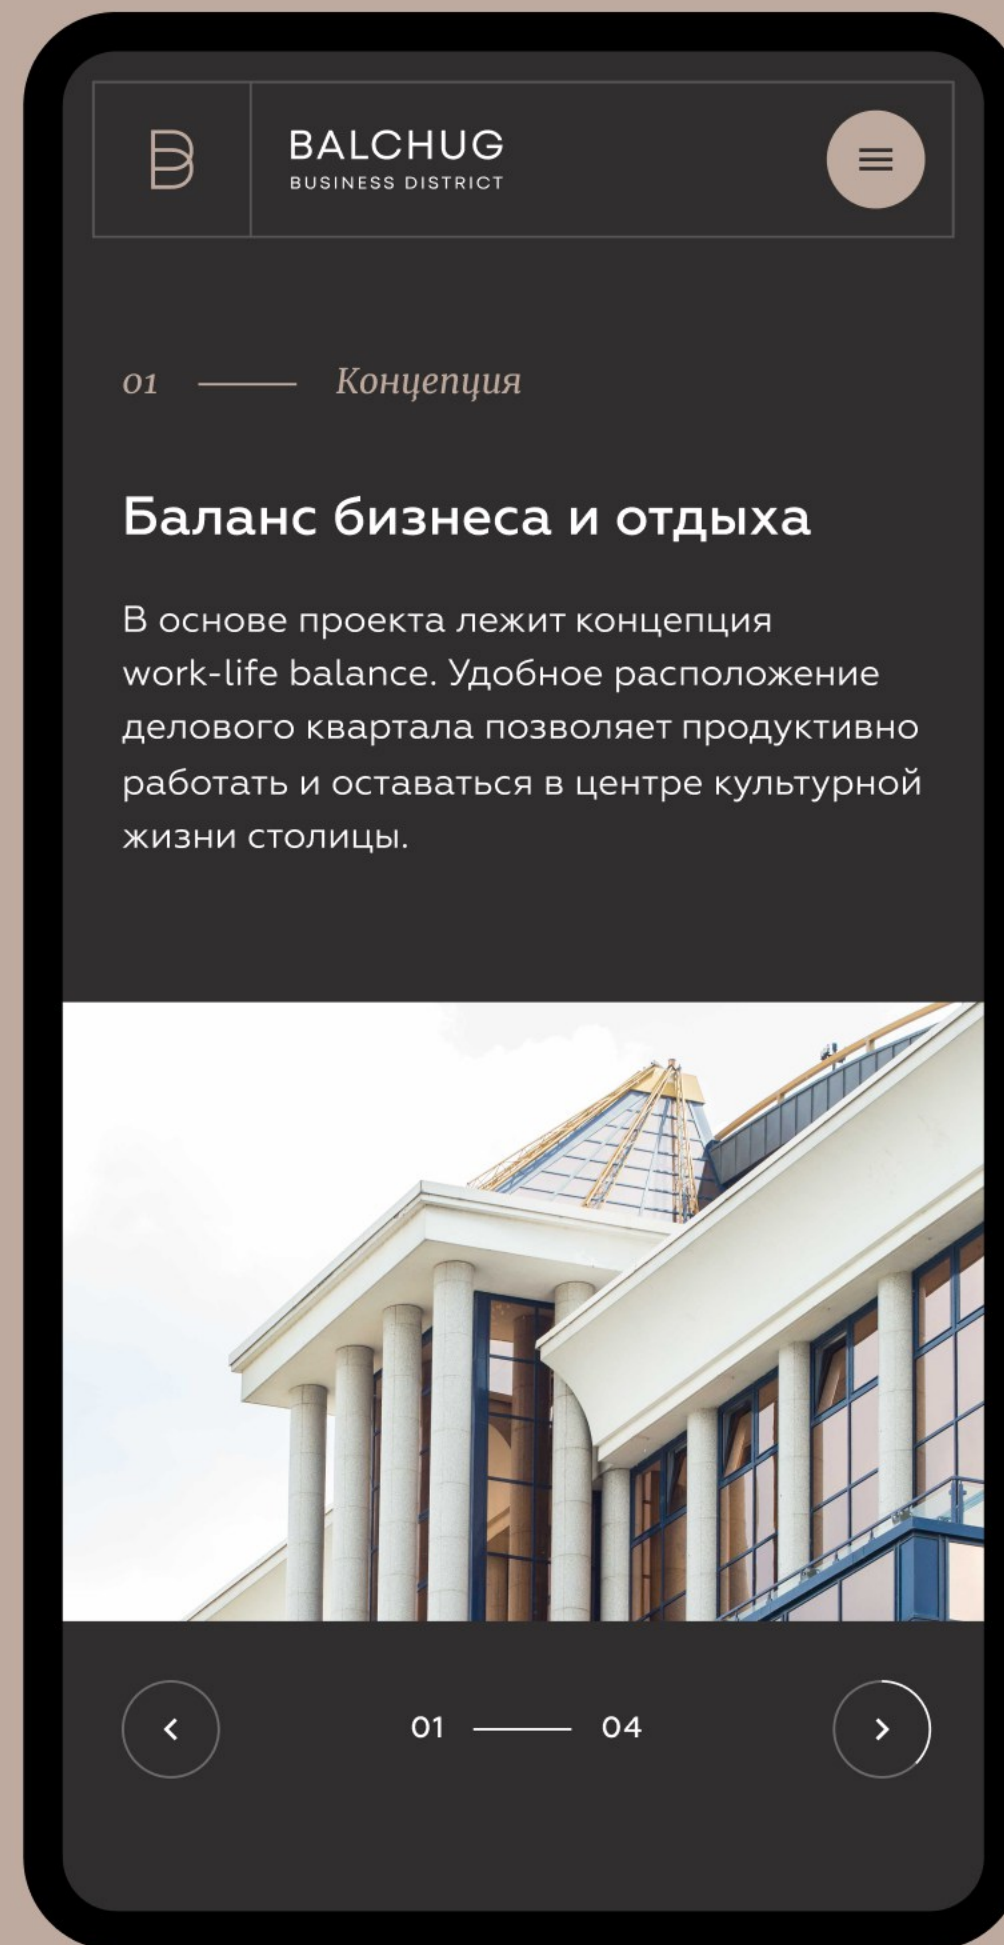 B
BALCHUG
BUSINESS DISTRICT
01 Концепция
Баланс бизнеса и отдыха
В основе проекта лежит концепция
work-life balance. Удобное расположение
делового квартала позволяет продуктивно
работать и оставаться в центре культурной
жизни столицы.
01 04